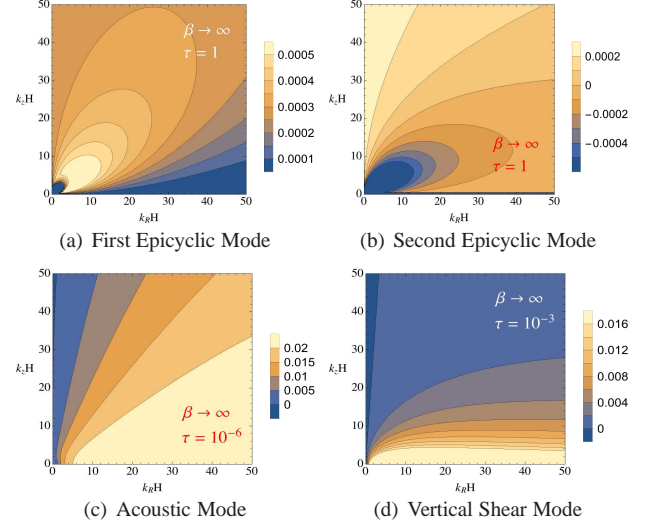 50
40
30
k_zH
20
10
0
0 10 20 30 40 50
k_RH
β → ∞
τ = 1
0.0005
0.0004
0.0003
0.0002
0.0001
(a) First Epicyclic Mode
50
40
30
k_zH
20
10
0
0 10 20 30 40 50
k_RH
β → ∞
τ = 1
0.0002
0
−0.0002
−0.0004
(b) Second Epicyclic Mode
50
40
30
k_zH
20
10
0
0 10 20 30 40 50
k_RH
β → ∞
τ = 10⁻⁶
0.02
0.015
0.01
0.005
0
(c) Acoustic Mode
50
40
30
k_zH
20
10
0
0 10 20 30 40 50
k_RH
β → ∞
τ = 10⁻³
0.016
0.012
0.008
0.004
0
(d) Vertical Shear Mode